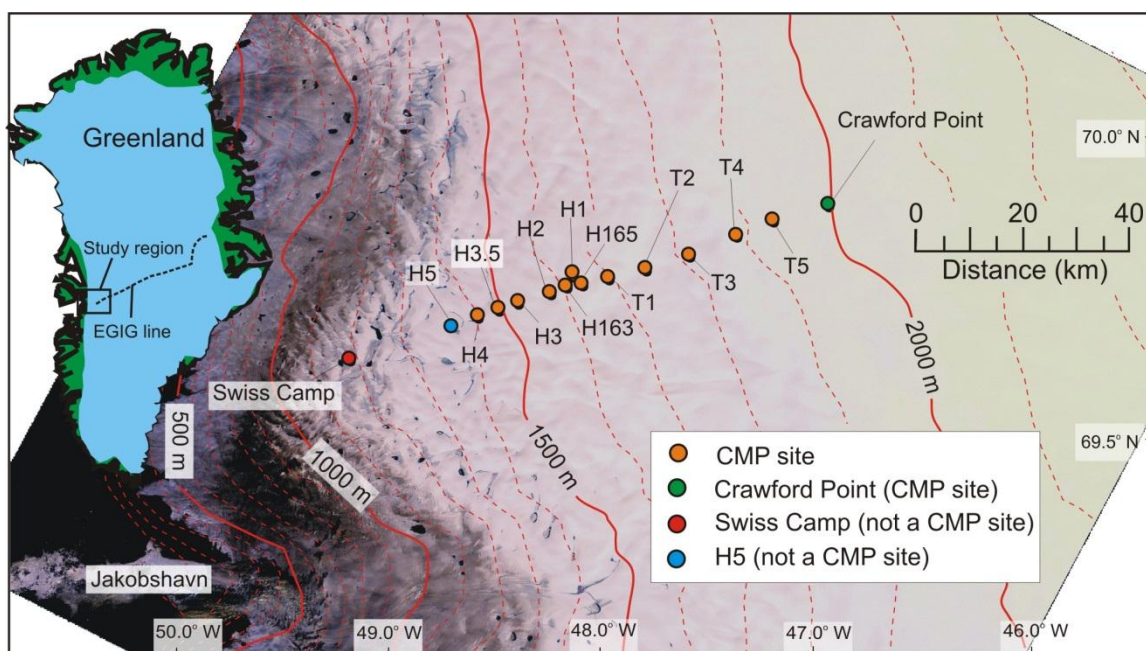 Greenland
Study region
EGIG line
Crawford Point
70.0° N
T4
T2
H1
H2
H165
H3.5
H5
T5
T3
T1
H163
H3
H4
0 20 40
Distance (km)
2000 m
Swiss Camp
500 m
1000 m
1500 m
69.5° N
CMP site
Crawford Point (CMP site)
Swiss Camp (not a CMP site)
H5 (not a CMP site)
Jakobshavn
50.0° W
49.0° W
48.0° W
47.0° W
46.0° W